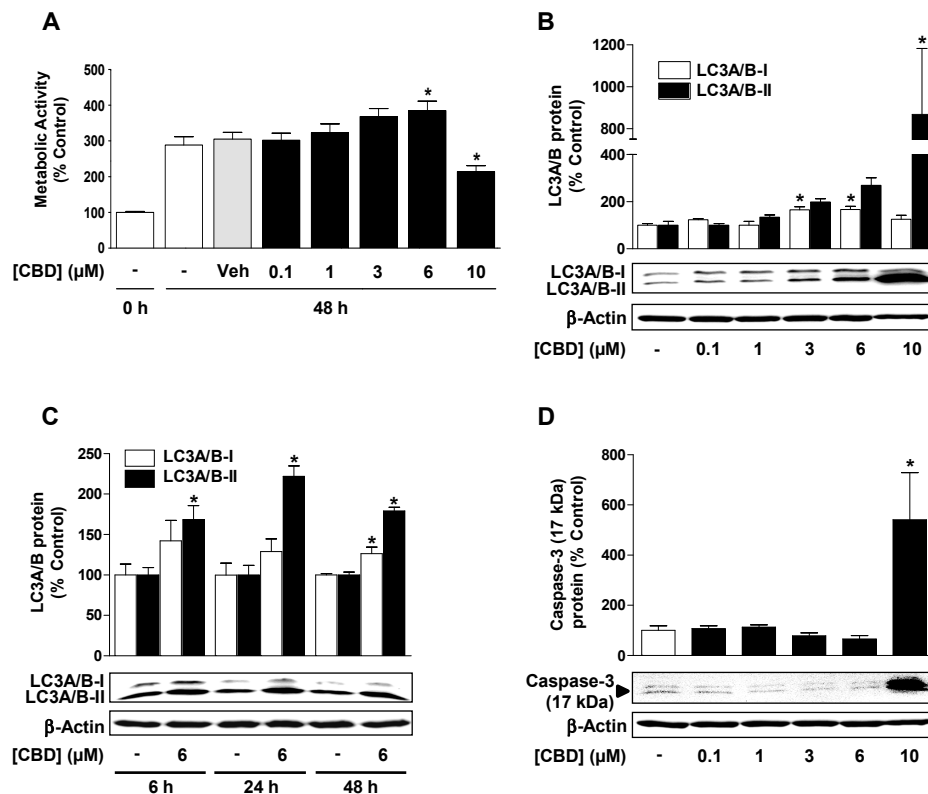 A
Metabolic Activity
(% Control)
500
400
300
200
100
0
*
*
[CBD] (μM)
- - Veh 0.1 1 3 6 10
0 h 48 h
B
LC3A/B protein
(% Control)
1200
1000
800
600
400
200
0
LC3A/B-I
LC3A/B-II
* * *
LC3A/B-I
LC3A/B-II
β-Actin
[CBD] (μM) - 0.1 1 3 6 10
C
LC3A/B protein
(% Control)
250
200
150
100
50
0
LC3A/B-I
LC3A/B-II
* * * *
LC3A/B-I
LC3A/B-II
β-Actin
[CBD] (μM) - 6 - 6 - 6
6 h 24 h 48 h
D
Caspase-3 (17 kDa)
protein (% Control)
800
600
400
200
0
*
Caspase-3
(17 kDa)
β-Actin
[CBD] (μM) - 0.1 1 3 6 10